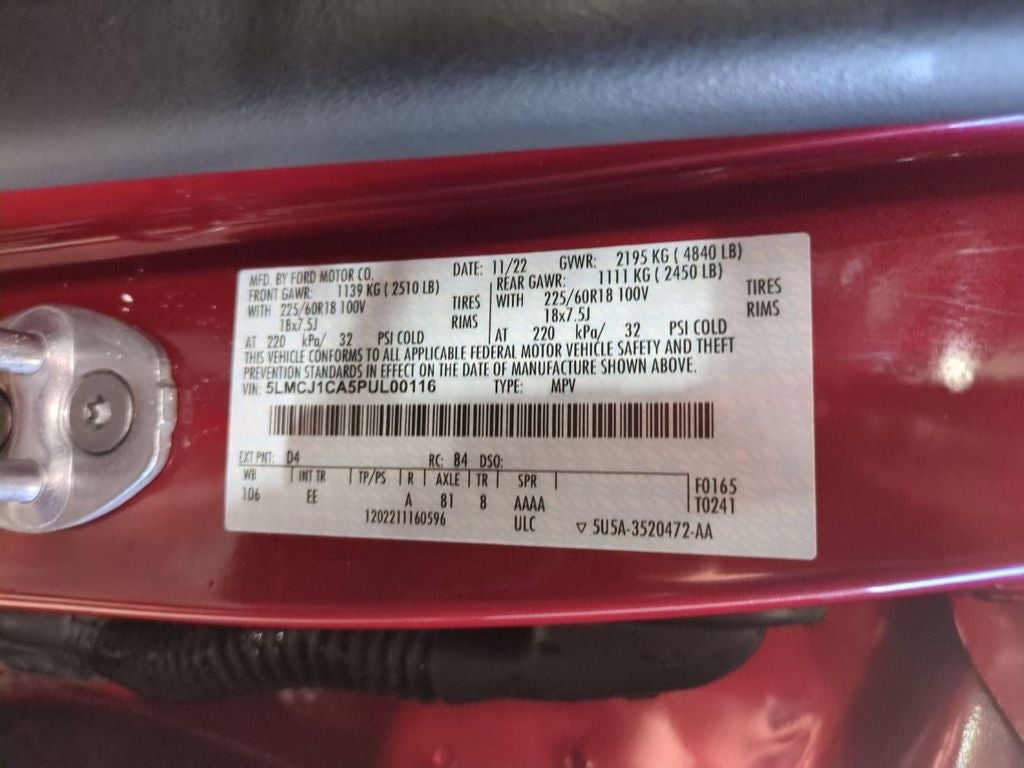 MFD. BY FORD MOTOR CO. DATE: 11/22 GVWR: 2195 KG ( 4840 LB)
FRONT GAWR: 1139 KG ( 2510 LB) REAR GAWR: 1111 KG ( 2450 LB)
WITH 225/60R18 100V TIRES WITH 225/60R18 100V TIRES
18x7.5J RIMS 18x7.5J RIMS
AT 220 kPa/ 32 PSI COLD AT 220 kPa/ 32 PSI COLD
THIS VEHICLE CONFORMS TO ALL APPLICABLE FEDERAL MOTOR VEHICLE SAFETY AND THEFT
PREVENTION STANDARDS IN EFFECT ON THE DATE OF MANUFACTURE SHOWN ABOVE.
VIN: 5LMCJ1CA5PUL00116 TYPE: MPV
EXT PNT: D4 RC: 84 DSO:
WB INT TR TP/PS R AXLE TR SPR F0165
106 EE A 81 8 AAAA T0241
1202211160596 ULC 5U5A-3520472-AA